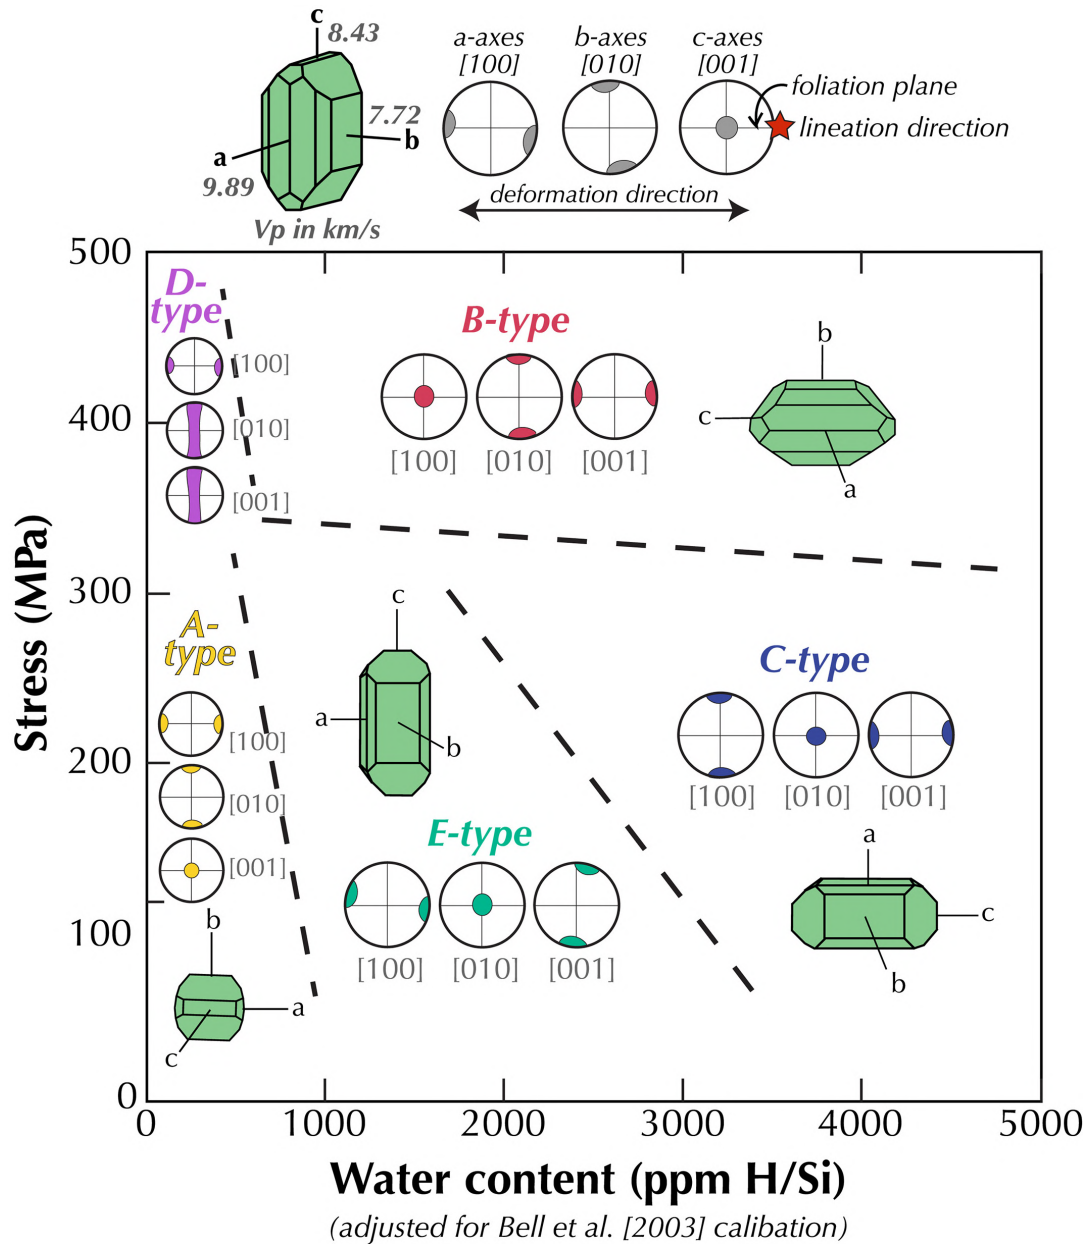 c
8.43
7.72
b
a
9.89
Vp in km/s
a-axes
[100]
b-axes
[010]
c-axes
[001]
foliation plane
lineation direction
deformation direction
500
400
300
200
100
0
Stress (MPa)
D-
type
[100]
[010]
[001]
B-type
[100] [010] [001]
b
c
a
A-
type
[100]
[010]
[001]
b
a
c
c
a
b
E-type
[100] [010] [001]
C-type
[100] [010] [001]
a
c
b
0 1000 2000 3000 4000 5000
Water content (ppm H/Si)
(adjusted for Bell et al. [2003] calibation)